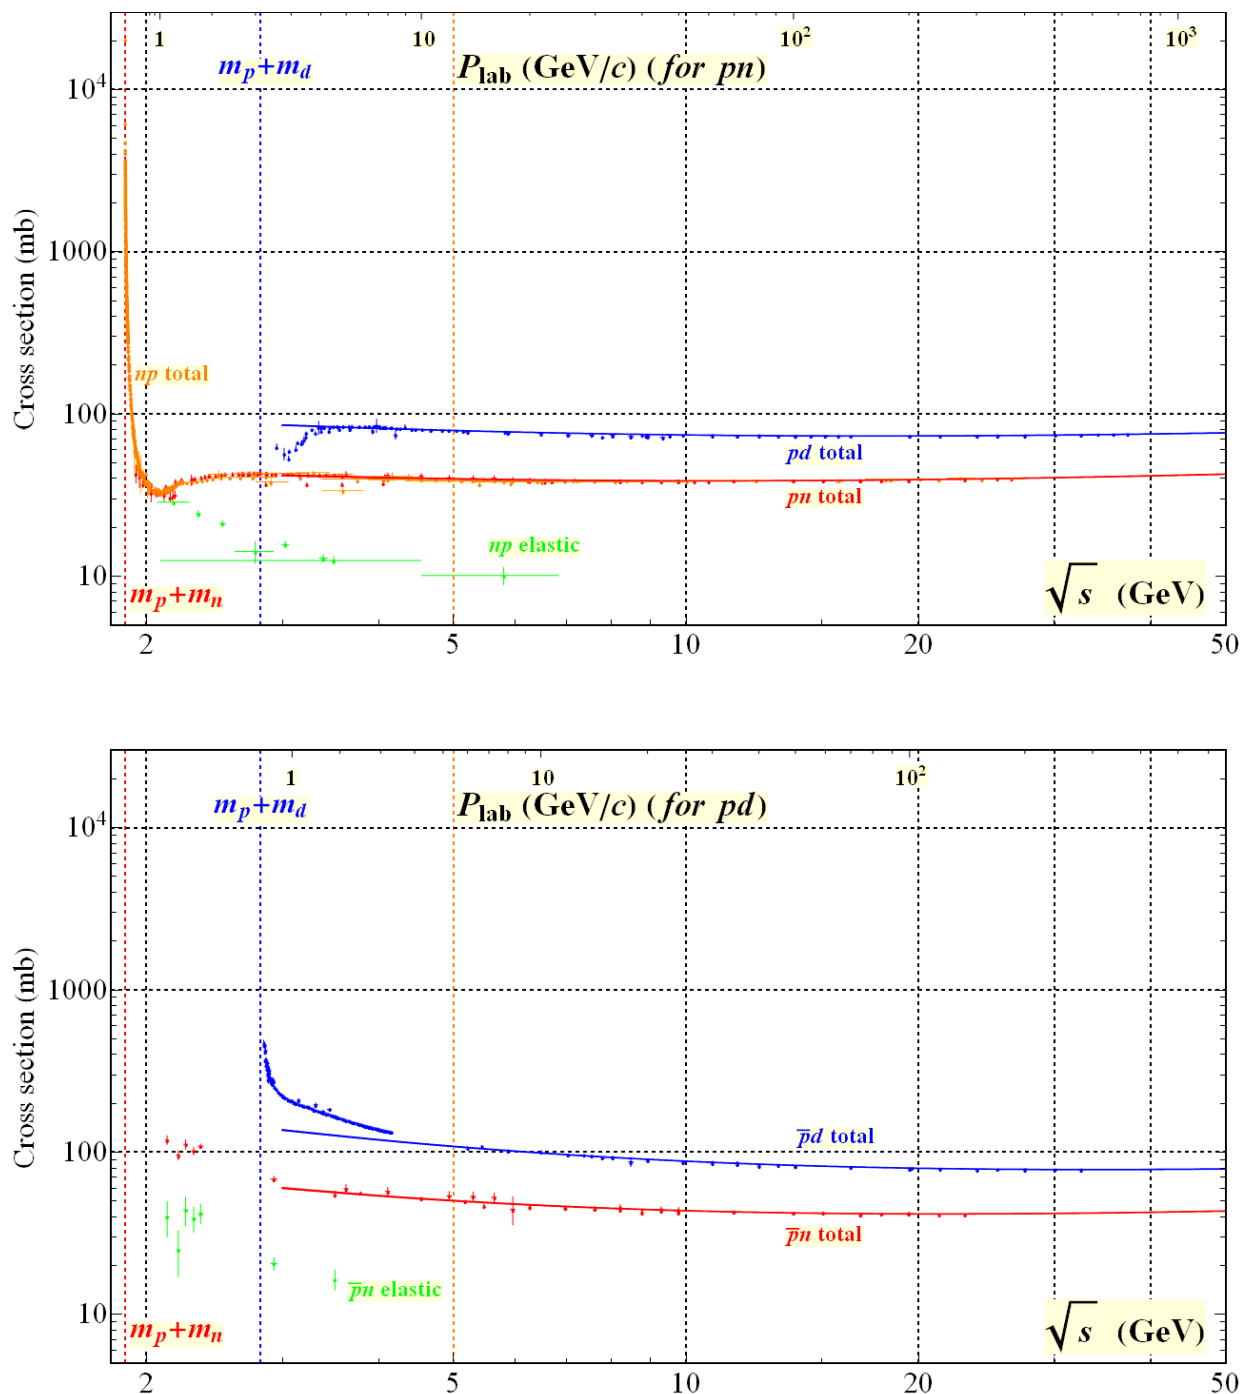 1 10 10² 10³
m_p+m_d P_lab (GeV/c) (for pn)
10⁴
1000
np total
100
pd total
pn total
np elastic
10
m_p+m_n √s (GeV)
Cross section (mb)
2 5 10 20 50
1 10 10²
m_p+m_d P_lab (GeV/c) (for pd)
10⁴
1000
p̅d total
100
p̅n total
p̅n elastic
10
m_p+m_n √s (GeV)
Cross section (mb)
2 5 10 20 50